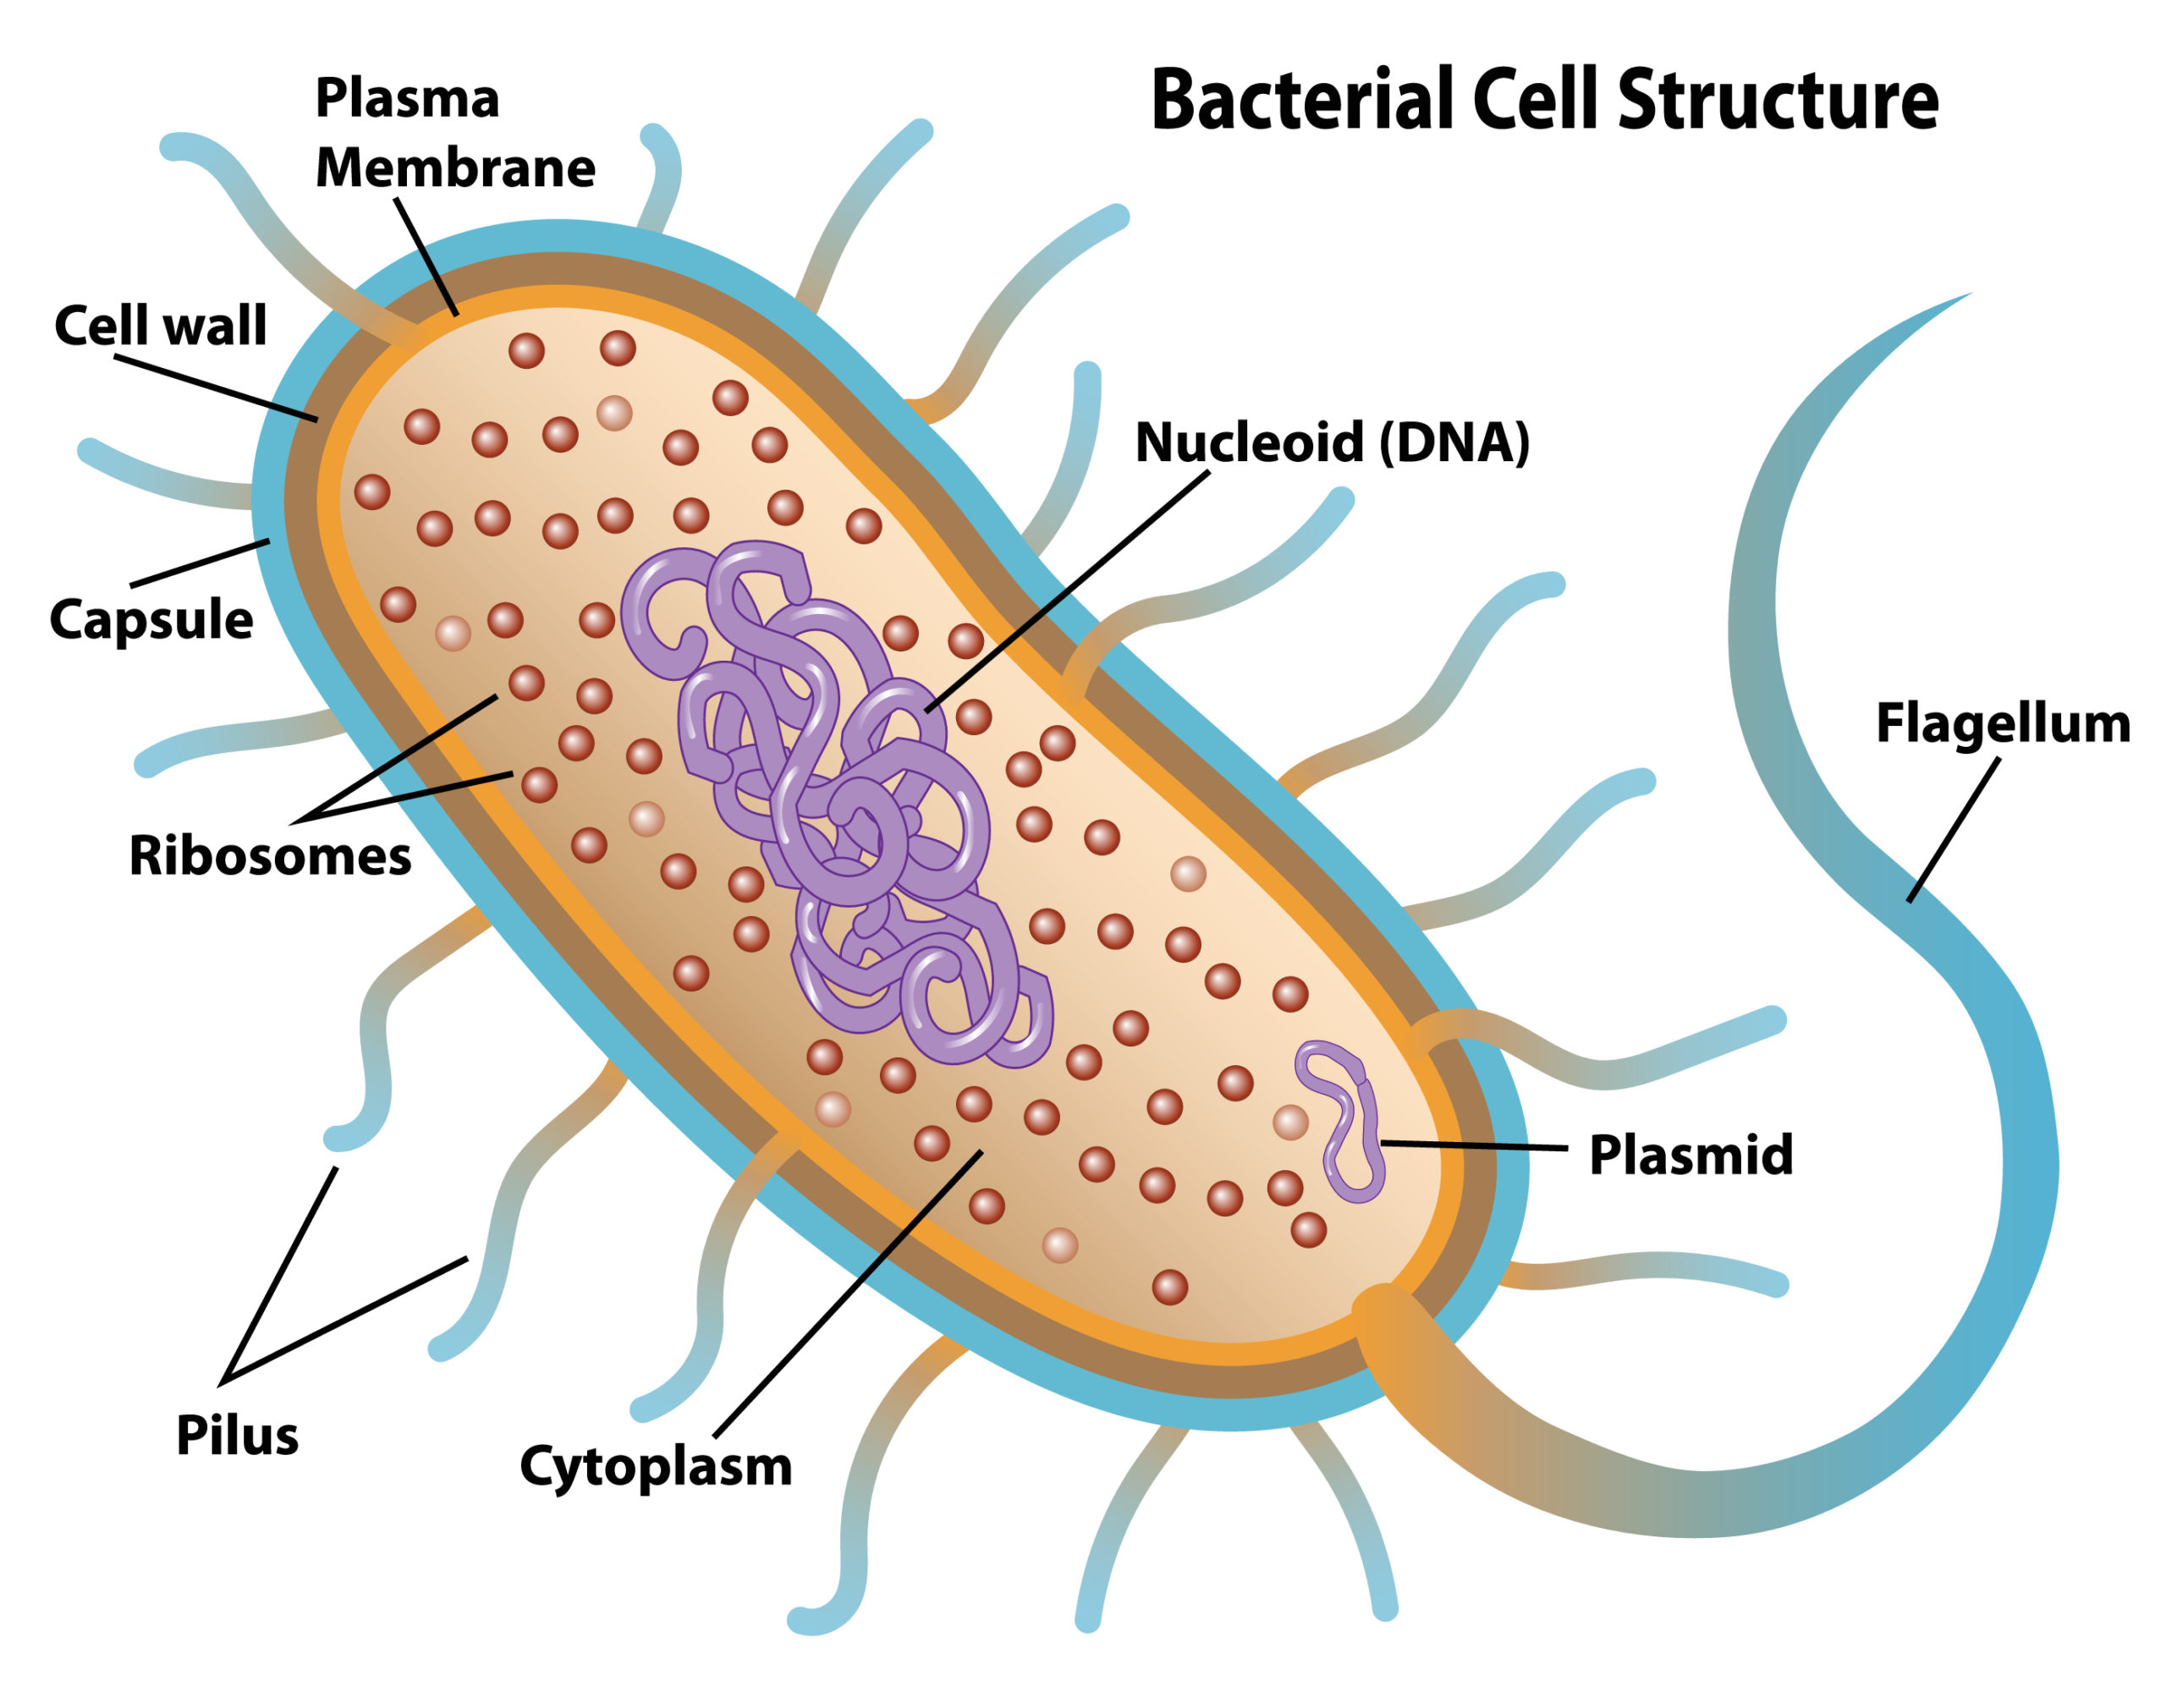 Bacterial Cell Structure
Plasma
Membrane
Cell wall
Capsule
Ribosomes
Nucleoid (DNA)
Flagellum
Plasmid
Pilus
Cytoplasm